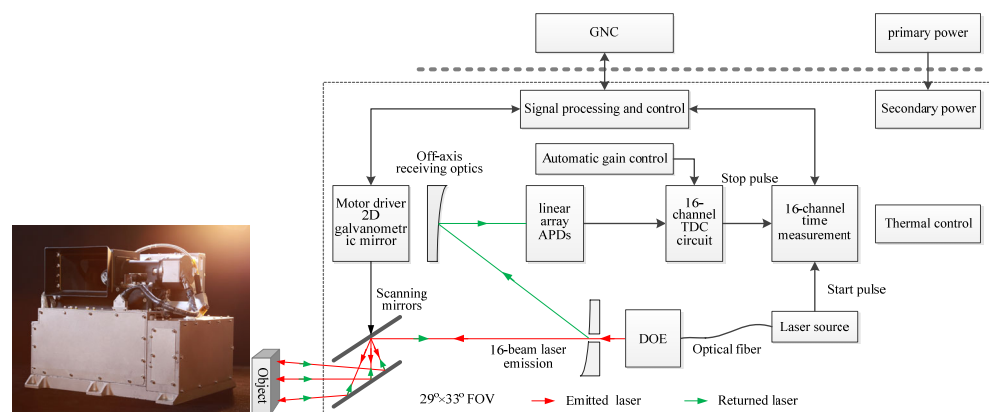 GNC
primary power
Signal processing and control
Secondary power
Off-axis
receiving optics
Automatic gain control
Stop pulse
Motor driver
2D
galvanometr
ic mirror
linear
array
APDs
16-
channel
TDC
circuit
16-channel
time
measurement
Thermal control
Scanning
mirrors
Start pulse
16-beam laser
emission
DOE
Optical fiber
Laser source
Object
29°×33° FOV
Emitted laser
Returned laser